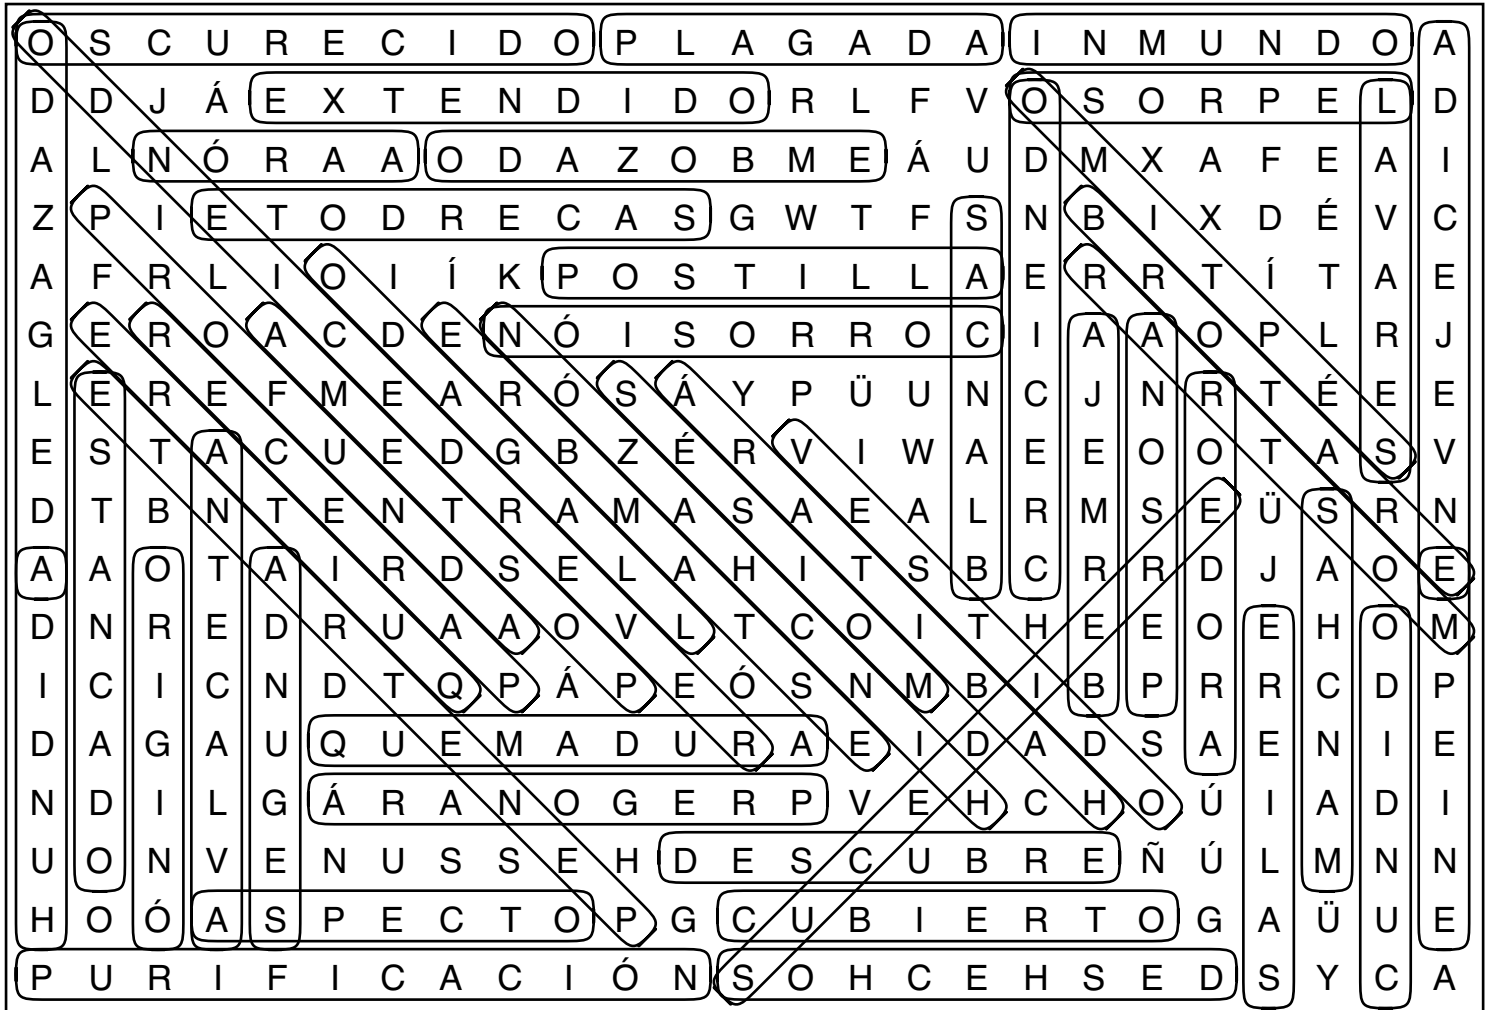 O S C U R E C I D O P L A G A D A I N M U N D O A
D D J Á E X T E N D I D O R L F V O S O R P E L D
A L N Ó R A A O D A Z O B M E Á U D M X A F E A I
Z P I E T O D R E C A S G W T F S N B I X D É V C
A F R L I O I Í K P O S T I L L A E R R T Í T A E
G E R O A C D E N Ó I S O R R O C I A A O P L R J
L E R E F M E A R Ó S Á Y P Ü U N C J N R T É E E
E S T A C U E D G B Z É R V I W A E E O O T A S V
D T B N T E N T R A M A S A E A L R M S E Ü S R N
A A O T A I R D S E L A H I T S B C R R D J A O E
D N R E D R U A A O V L T C O I T H E E O E H O M
I C I C N D T Q P Á P E Ó S N M B I B P R R C D P
D A G A U Q U E M A D U R A E I D A D S A E N I E
N D I L G Á R A N O G E R P V E H C H O Ú I A D I
U O N V E N U S S E H D E S C U B R E Ñ Ú L M N N
H O Ó A S P E C T O P G C U B I E R T O G A Ü U E
P U R I F I C A C I Ó N S O H C E H S E D S Y C A